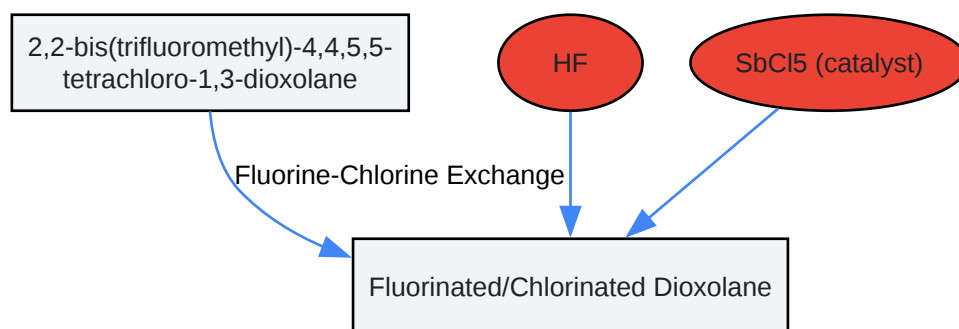 2,2-bis(trifluoromethyl)-4,4,5,5-
tetrachloro-1,3-dioxolane
HF
SbCl5 (catalyst)
Fluorine-Chlorine Exchange
Fluorinated/Chlorinated Dioxolane